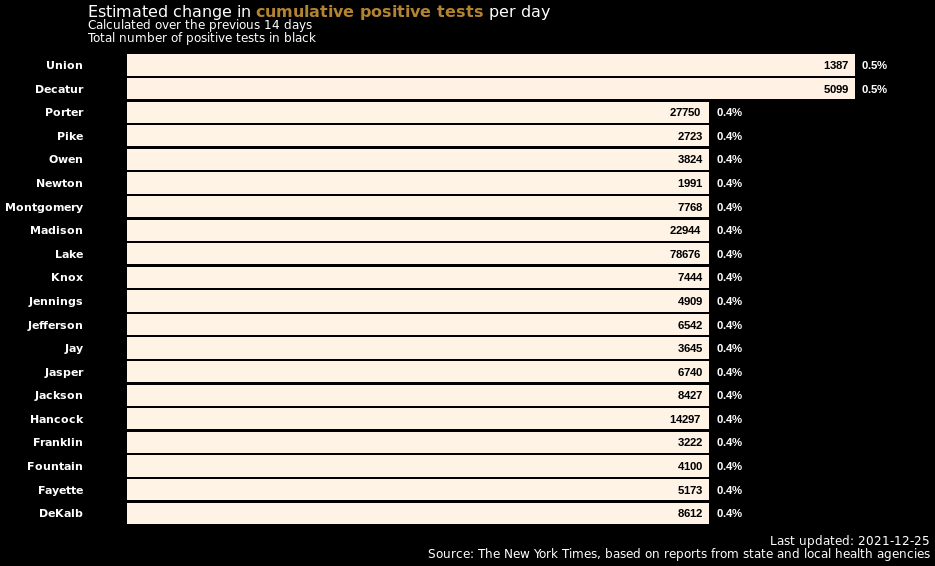 Estimated change in cumulative positive tests per day
Calculated over the previous 14 days
Total number of positive tests in black
Union 1387 0.5%
Decatur 5099 0.5%
Porter 27750 0.4%
Pike 2723 0.4%
Owen 3824 0.4%
Newton 1991 0.4%
Montgomery 7768 0.4%
Madison 22944 0.4%
Lake 78676 0.4%
Knox 7444 0.4%
Jennings 4909 0.4%
Jefferson 6542 0.4%
Jay 3645 0.4%
Jasper 6740 0.4%
Jackson 8427 0.4%
Hancock 14297 0.4%
Franklin 3222 0.4%
Fountain 4100 0.4%
Fayette 5173 0.4%
DeKalb 8612 0.4%
Last updated: 2021-12-25
Source: The New York Times, based on reports from state and local health agencies